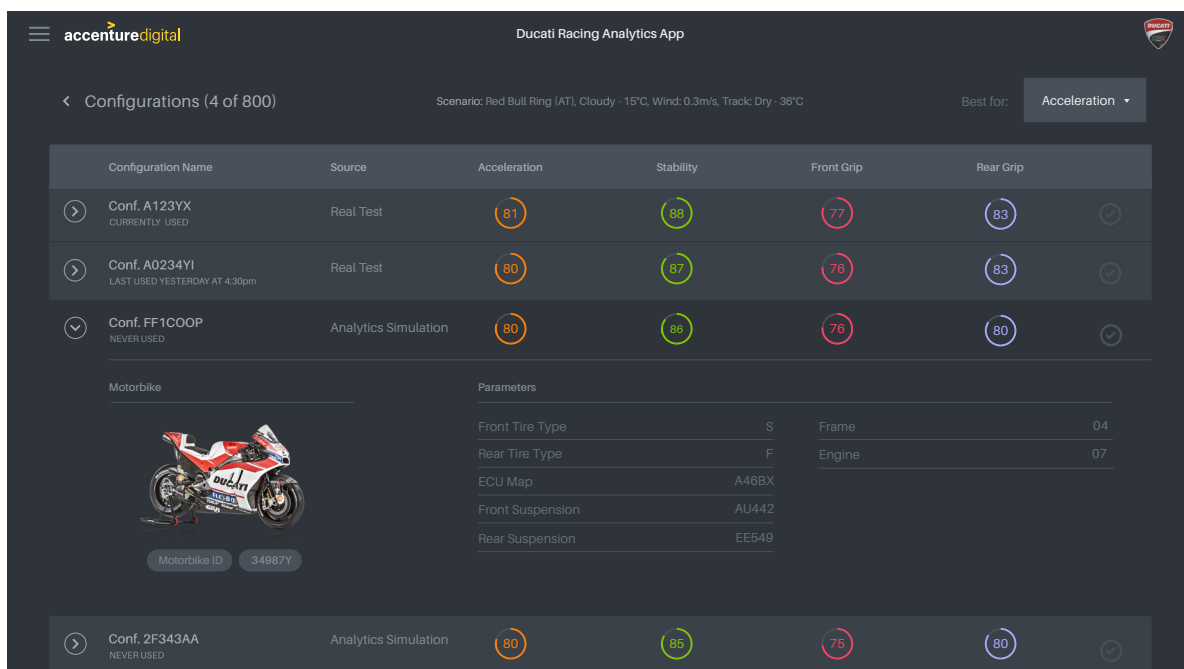 accenturedigital
Ducati Racing Analytics App
DUCATI
Configurations (4 of 800)
Scenario: Red Bull Ring (AT), Cloudy - 15°C, Wind: 0.3m/s, Track: Dry - 36°C
Best for:
Acceleration
Configuration Name
Source
Acceleration
Stability
Front Grip
Rear Grip
Conf. A123YX
CURRENTLY USED
Real Test
81
88
77
83
Conf. A0234YI
LAST USED YESTERDAY AT 4:30pm
Real Test
80
87
76
83
Conf. FF1COOP
NEVER USED
Analytics Simulation
80
86
76
80
Motorbike
Parameters
DUCATI
Front Tire Type S
Rear Tire Type F
ECU Map A46BX
Front Suspension AU442
Rear Suspension EE549
Frame 04
Engine 07
Motorbike ID
34987Y
Conf. 2F343AA
NEVER USED
Analytics Simulation
80
85
75
80